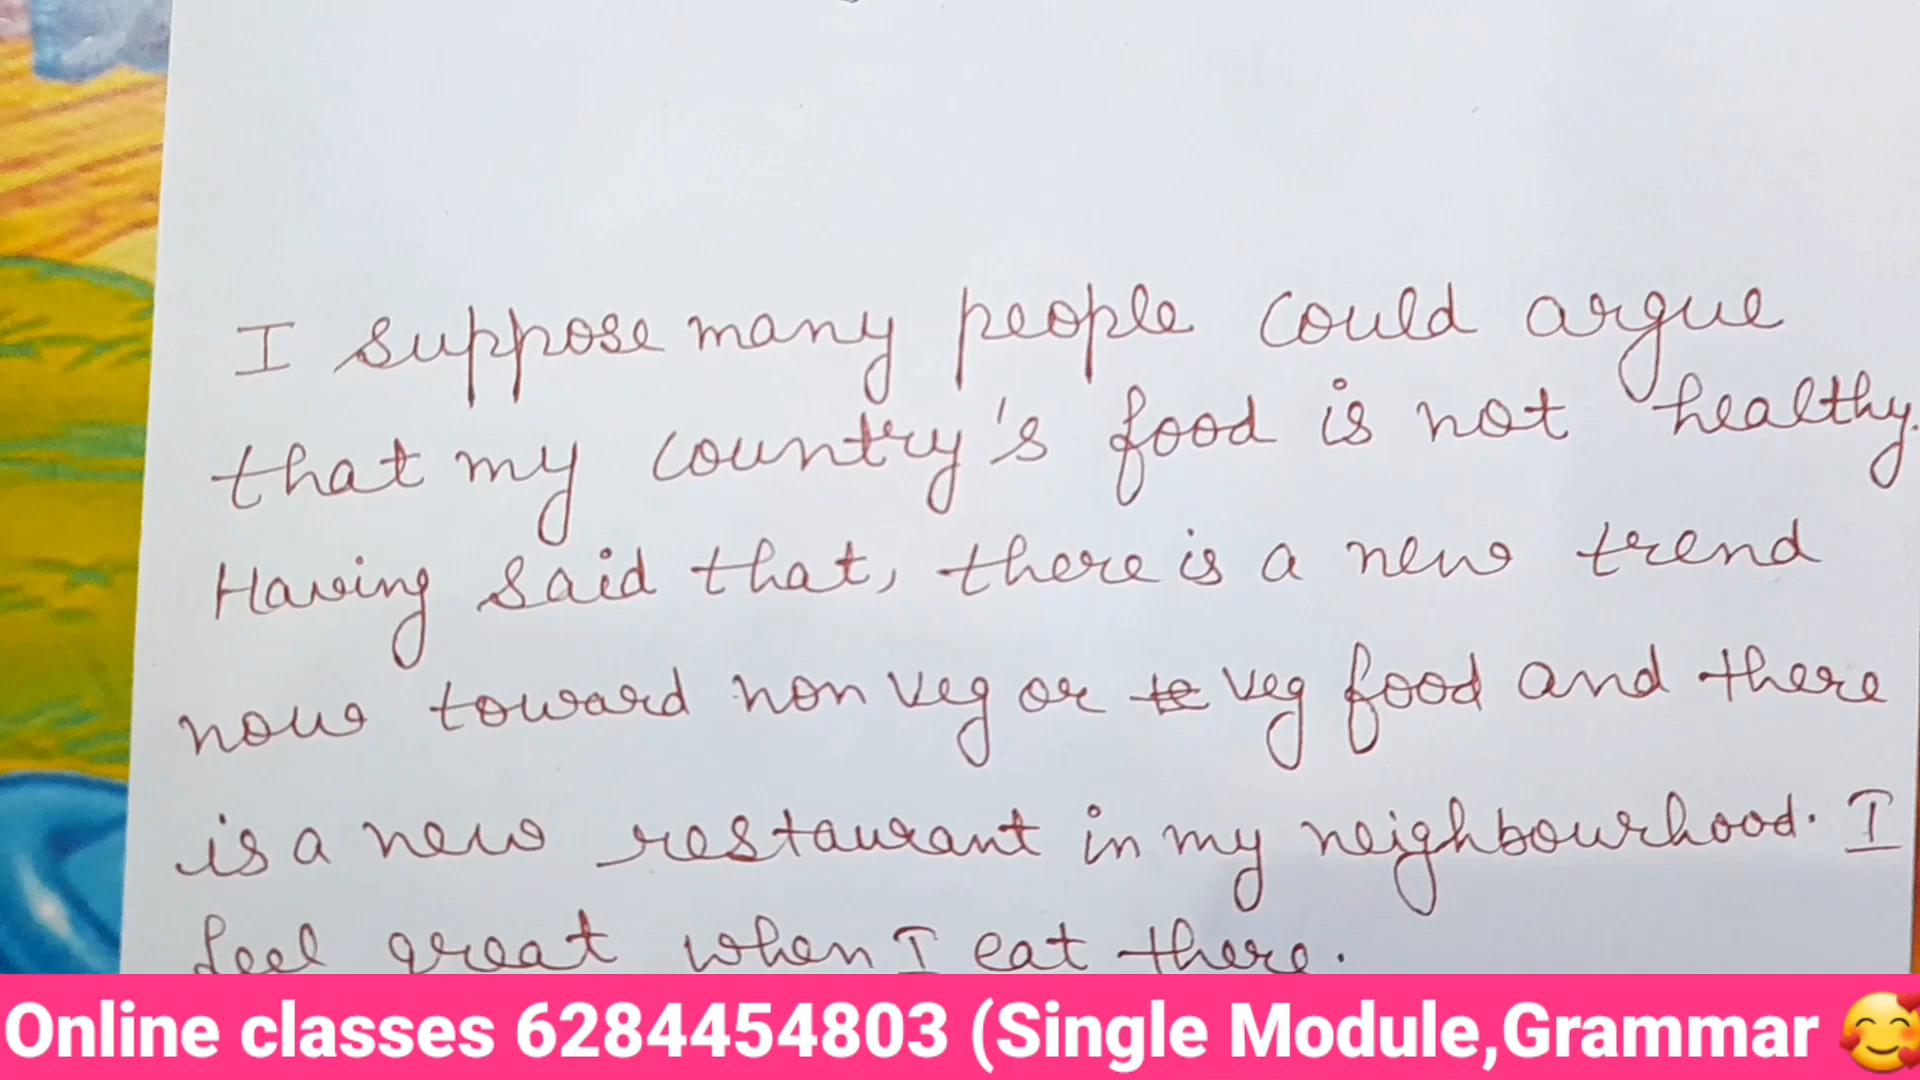 I suppose many people could argue
that my country's food is not healthy.
Having said that, there is a new trend
now toward non veg or to veg food and there
is a new restaurant in my neighbourhood. I
feel great when I eat there.
Online classes 6284454803 (Single Module,Grammar 🥰